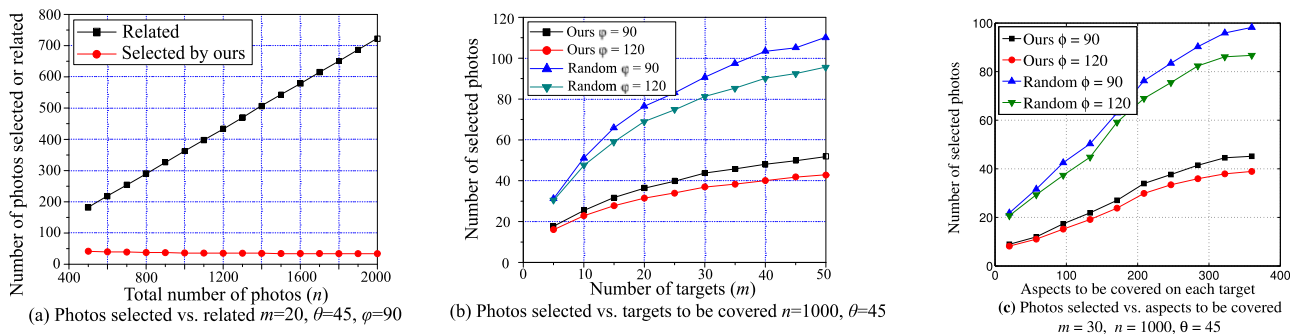 Number of photos selected or related
800
700
600
500
400
300
200
100
0
400 800 1200 1600 2000
Related
Selected by ours
Total number of photos (n)
(a) Photos selected vs. related m=20, θ=45, φ=90
Number of selected photos
120
100
80
60
40
20
0
0 10 20 30 40 50
Ours φ = 90
Ours φ = 120
Random φ = 90
Random φ = 120
Number of targets (m)
(b) Photos selected vs. targets to be covered n=1000, θ=45
Number of selected photos
100
80
60
40
20
0
0 100 200 300 400
Ours ϕ = 90
Ours ϕ = 120
Random ϕ = 90
Random ϕ = 120
Aspects to be covered on each target
(c) Photos selected vs. aspects to be covered
m = 30, n = 1000, θ = 45